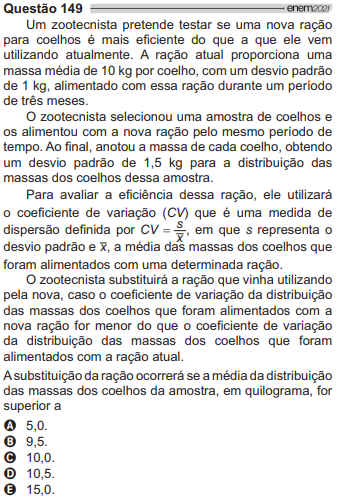 Questão 149 enem2021
Um zootecnista pretende testar se uma nova ração
para coelhos é mais eficiente do que a que ele vem
utilizando atualmente. A ração atual proporciona uma
massa média de 10 kg por coelho, com um desvio padrão
de 1 kg, alimentado com essa ração durante um período
de três meses.
O zootecnista selecionou uma amostra de coelhos e
os alimentou com a nova ração pelo mesmo período de
tempo. Ao final, anotou a massa de cada coelho, obtendo
um desvio padrão de 1,5 kg para a distribuição das
massas dos coelhos dessa amostra.
Para avaliar a eficiência dessa ração, ele utilizará
o coeficiente de variação (CV) que é uma medida de
dispersão definida por CV = s/x̅, em que s representa o
desvio padrão e x̅, a média das massas dos coelhos que
foram alimentados com uma determinada ração.
O zootecnista substituirá a ração que vinha utilizando
pela nova, caso o coeficiente de variação da distribuição
das massas dos coelhos que foram alimentados com a
nova ração for menor do que o coeficiente de variação
da distribuição das massas dos coelhos que foram
alimentados com a ração atual.
A substituição da ração ocorrerá se a média da distribuição
das massas dos coelhos da amostra, em quilograma, for
superior a
A 5,0.
B 9,5.
C 10,0.
D 10,5.
E 15,0.